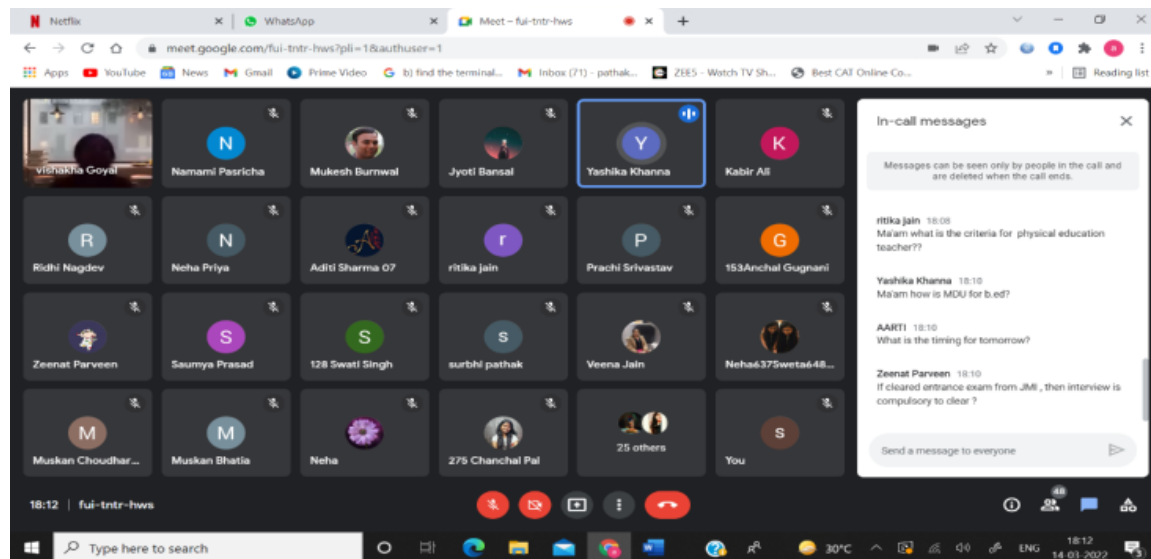 Netflix
WhatsApp
Meet – fui-tntr-hws
meet.google.com/fui-tntr-hws?pli=1&authuser=1
Apps
YouTube
News
Gmail
Prime Video
b) find the terminal...
Inbox (71) - pathak...
ZEE5 - Watch TV Sh...
Best CAT Online Co...
»
Reading list
vishakha Goyal
N
Namami Pasricha
Mukesh Burnwal
Jyoti Bansal
Y
Yashika Khanna
K
Kabir Ali
R
Ridhi Nagdev
N
Neha Priya
Aditi Sharma 07
r
ritika jain
P
Prachi Srivastav
G
153Anchal Gugnani
Zeenat Parveen
S
Saumya Prasad
S
128 Swati Singh
s
surbhi pathak
Veena Jain
Neha637Sweta648...
M
Muskan Choudhar...
M
Muskan Bhatia
Neha
275 Chanchal Pal
25 others
s
You
In-call messages
Messages can be seen only by people in the call and
are deleted when the call ends.
ritika jain 18:08
Ma'am what is the criteria for physical education
teacher??
Yashika Khanna 18:10
Ma'am how is MDU for b.ed?
AARTI 18:10
What is the timing for tomorrow?
Zeenat Parveen 18:10
If cleared entrance exam from JMI , then interview is
compulsory to clear ?
Send a message to everyone
18:12 | fui-tntr-hws
48
Type here to search
30°C
ENG
18:12
14-03-2022
3